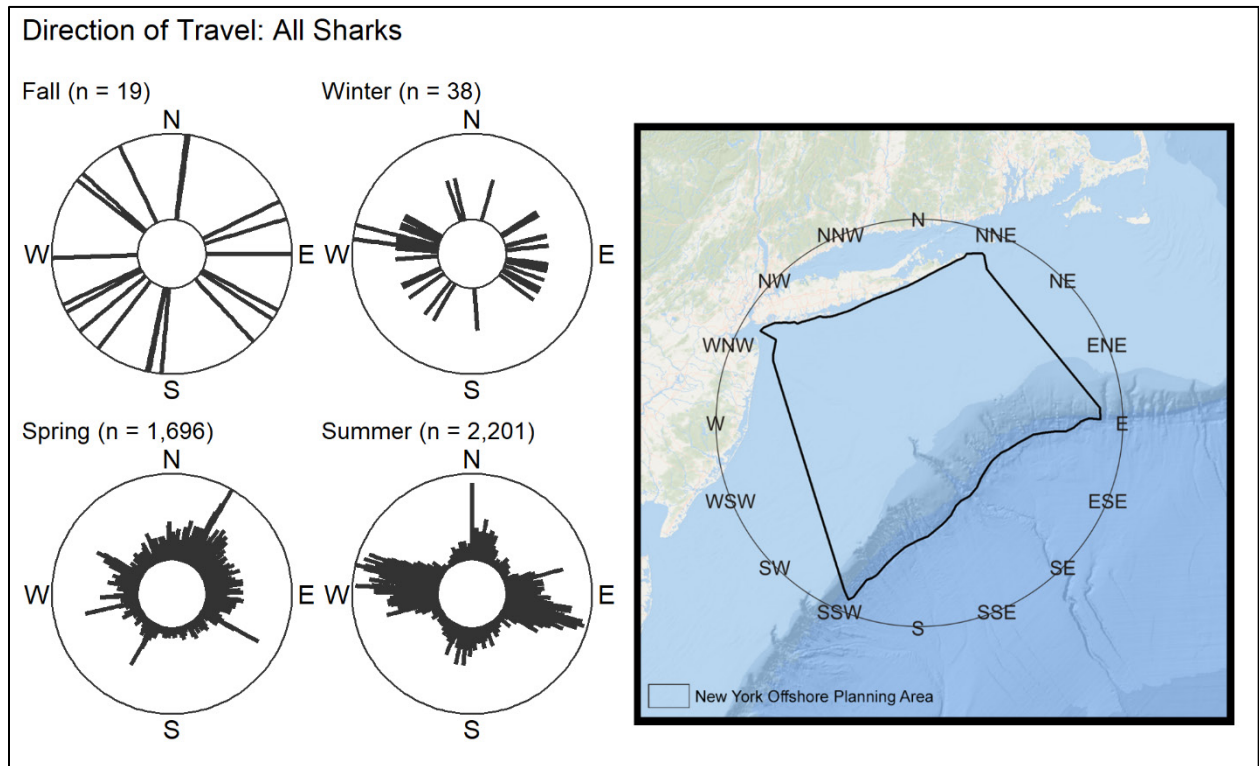 Direction of Travel: All Sharks
Fall (n = 19)
N
W
E
S
Winter (n = 38)
N
W
E
S
Spring (n = 1,696)
N
W
E
S
Summer (n = 2,201)
N
W
E
S
N
NNW
NNE
NW
NE
WNW
ENE
W
E
WSW
ESE
SW
SE
SSW
SSE
S
New York Offshore Planning Area